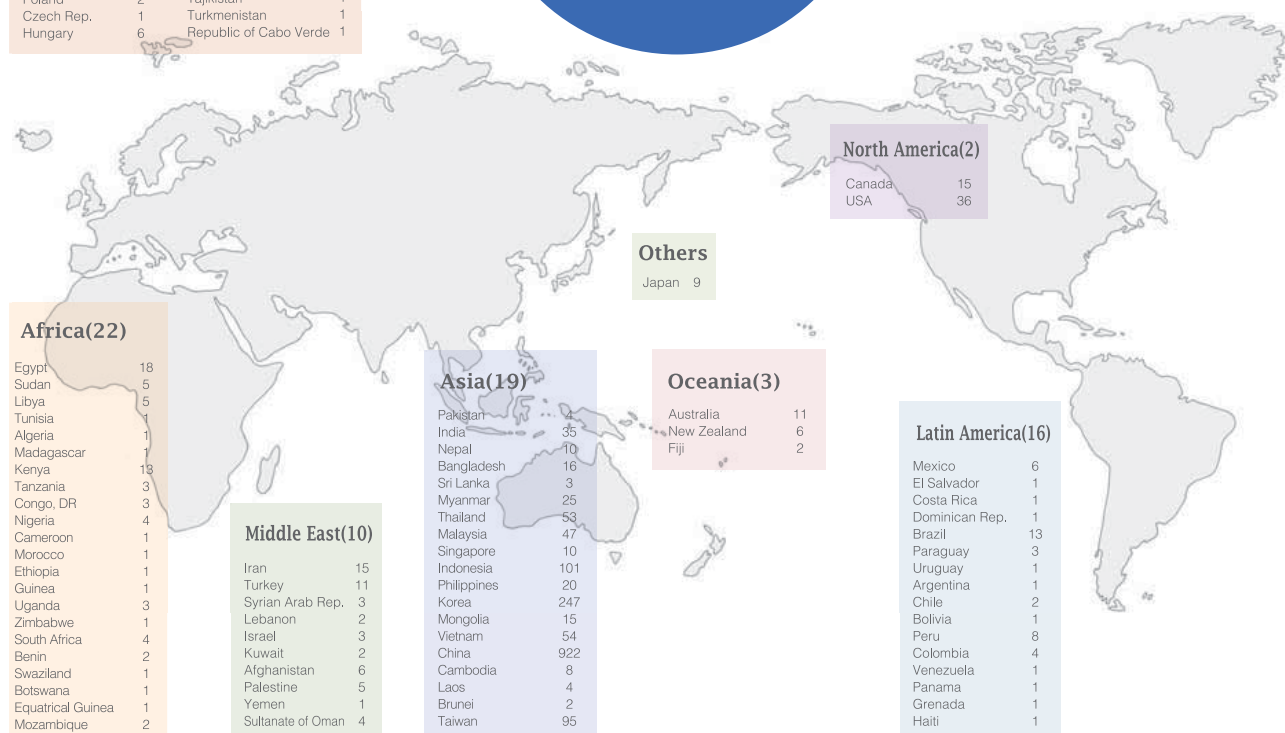 Poland 2
Czech Rep. 1
Hungary 6
Tajikistan
Turkmenistan 1
Republic of Cabo Verde 1
North America(2)
Canada 15
USA 36
Others
Japan 9
Africa(22)
Egypt 18
Sudan 5
Libya 5
Tunisia 1
Algeria 1
Madagascar 1
Kenya 13
Tanzania 3
Congo, DR 3
Nigeria 4
Cameroon 1
Morocco 1
Ethiopia 1
Guinea 1
Uganda 3
Zimbabwe 1
South Africa 4
Benin 2
Swaziland 1
Botswana 1
Equatrical Guinea 1
Mozambique 2
Middle East(10)
Iran 15
Turkey 11
Syrian Arab Rep. 3
Lebanon 2
Israel 3
Kuwait 2
Afghanistan 6
Palestine 5
Yemen 1
Sultanate of Oman 4
Asia(19)
Pakistan 4
India 35
Nepal 10
Bangladesh 16
Sri Lanka 3
Myanmar 25
Thailand 53
Malaysia 47
Singapore 10
Indonesia 101
Philippines 20
Korea 247
Mongolia 15
Vietnam 54
China 922
Cambodia 8
Laos 4
Brunei 2
Taiwan 95
Oceania(3)
Australia 11
New Zealand 6
Fiji 2
Latin America(16)
Mexico 6
El Salvador 1
Costa Rica 1
Dominican Rep. 1
Brazil 13
Paraguay 3
Uruguay 1
Argentina 1
Chile 2
Bolivia 1
Peru 8
Colombia 4
Venezuela 1
Panama 1
Grenada 1
Haiti 1